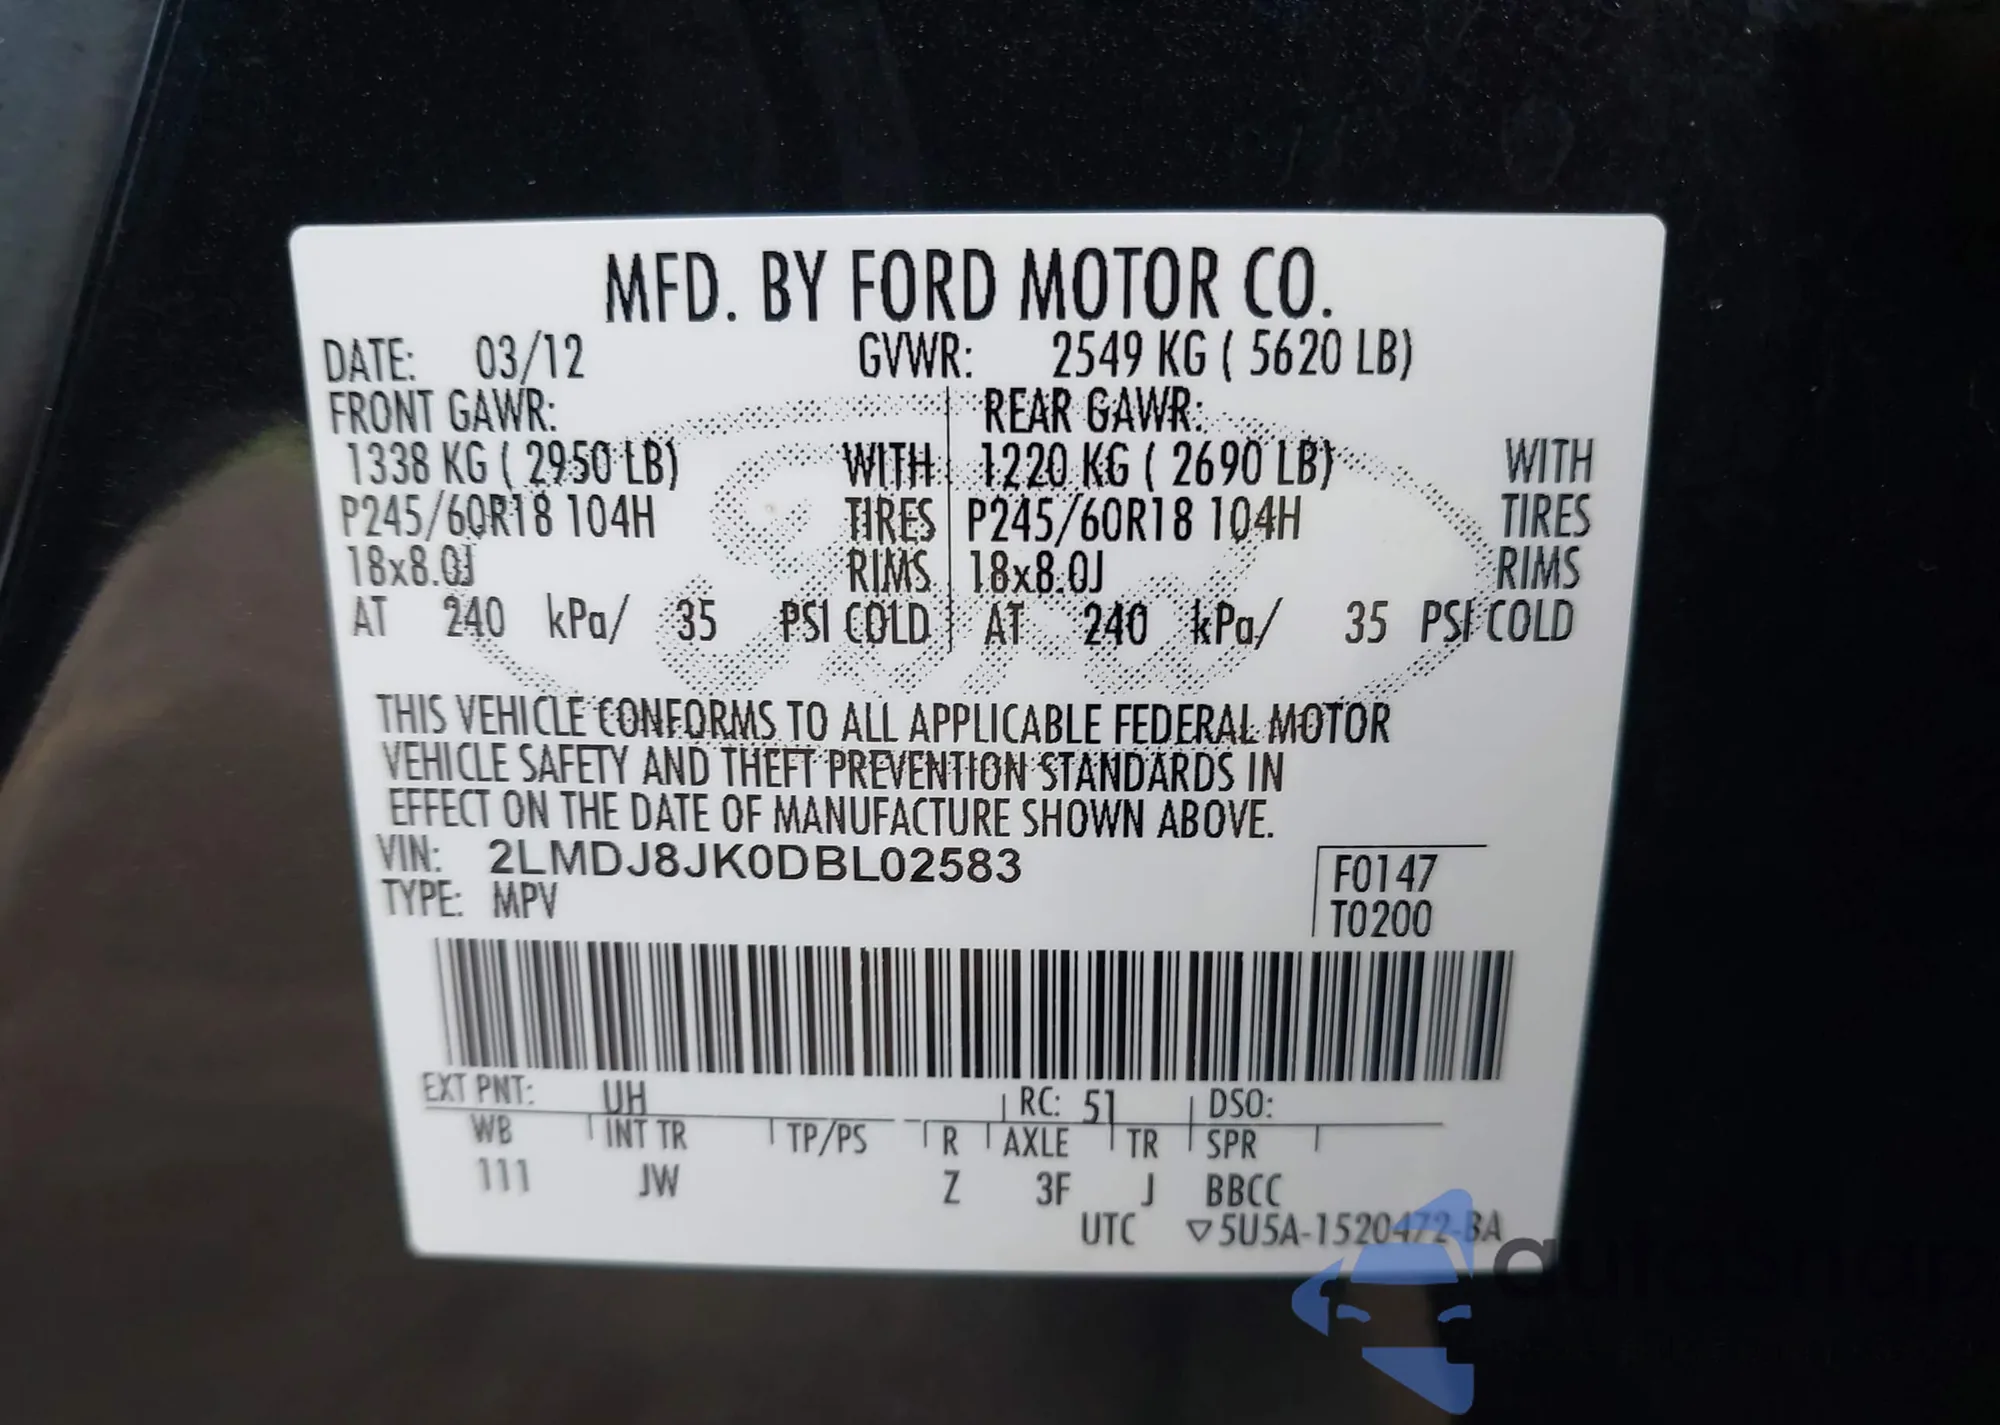 MFD. BY FORD MOTOR CO.
DATE: 03/12 GVWR: 2549 KG ( 5620 LB)
FRONT GAWR: REAR GAWR:
1338 KG ( 2950 LB) WITH 1220 KG ( 2690 LB) WITH
P245/60R18 104H TIRES P245/60R18 104H TIRES
18x8.0J RIMS 18x8.0J RIMS
AT 240 kPa/ 35 PSI COLD AT 240 kPa/ 35 PSI COLD
THIS VEHICLE CONFORMS TO ALL APPLICABLE FEDERAL MOTOR
VEHICLE SAFETY AND THEFT PREVENTION STANDARDS IN
EFFECT ON THE DATE OF MANUFACTURE SHOWN ABOVE.
VIN: 2LMDJ8JK0DBL02583
F0147
TYPE: MPV
T0200
EXT PNT: UH RC: 51 DSO:
WB INT TR TP/PS R AXLE TR SPR
111 JW Z 3F J BBCC
UTC ▽5U5A-1520472-BA